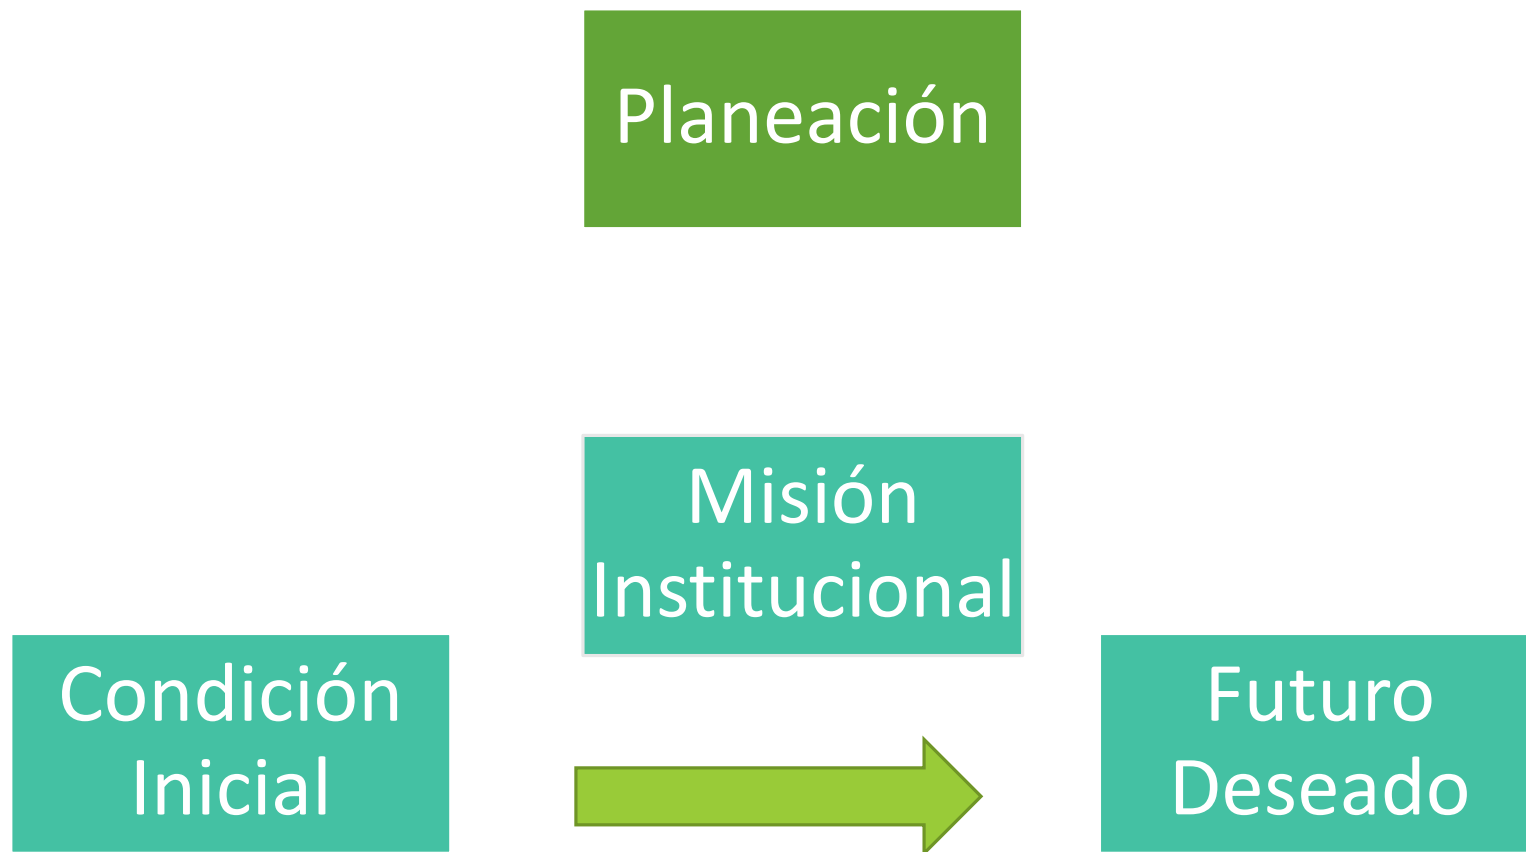 Planeación
Misión
Institucional
Condición
Inicial
Futuro
Deseado